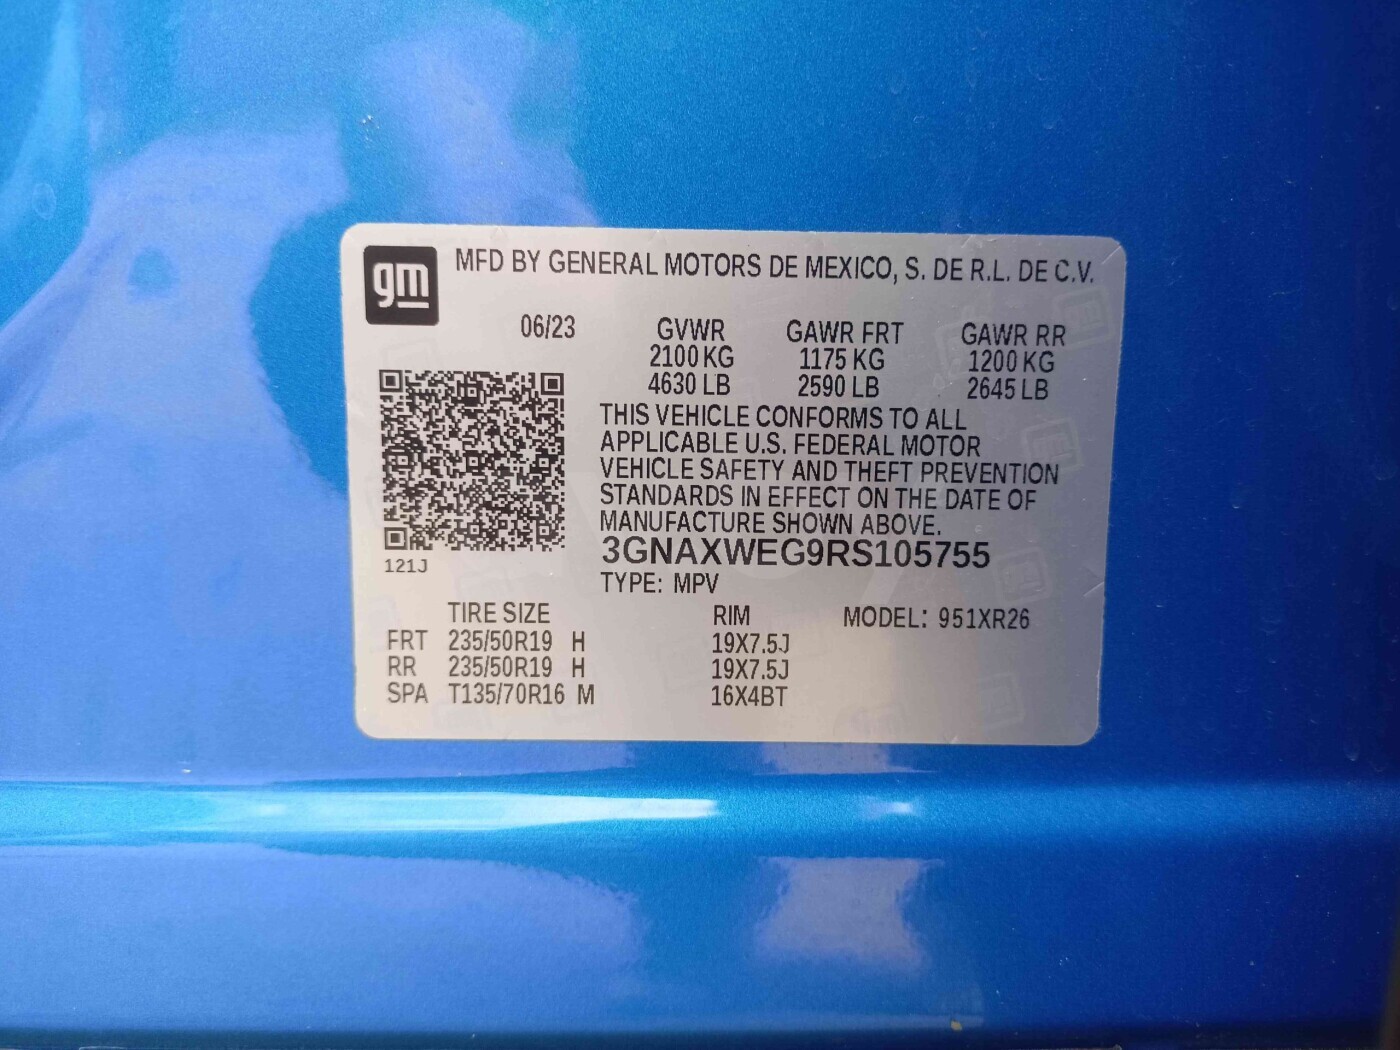 gm
MFD BY GENERAL MOTORS DE MEXICO, S. DE R.L. DE C.V.
06/23 GVWR GAWR FRT GAWR RR
2100 KG 1175 KG 1200 KG
4630 LB 2590 LB 2645 LB
THIS VEHICLE CONFORMS TO ALL
APPLICABLE U.S. FEDERAL MOTOR
VEHICLE SAFETY AND THEFT PREVENTION
STANDARDS IN EFFECT ON THE DATE OF
MANUFACTURE SHOWN ABOVE.
3GNAXWEG9RS105755
121J
TYPE: MPV
TIRE SIZE RIM MODEL: 951XR26
FRT 235/50R19 H 19X7.5J
RR 235/50R19 H 19X7.5J
SPA T135/70R16 M 16X4BT